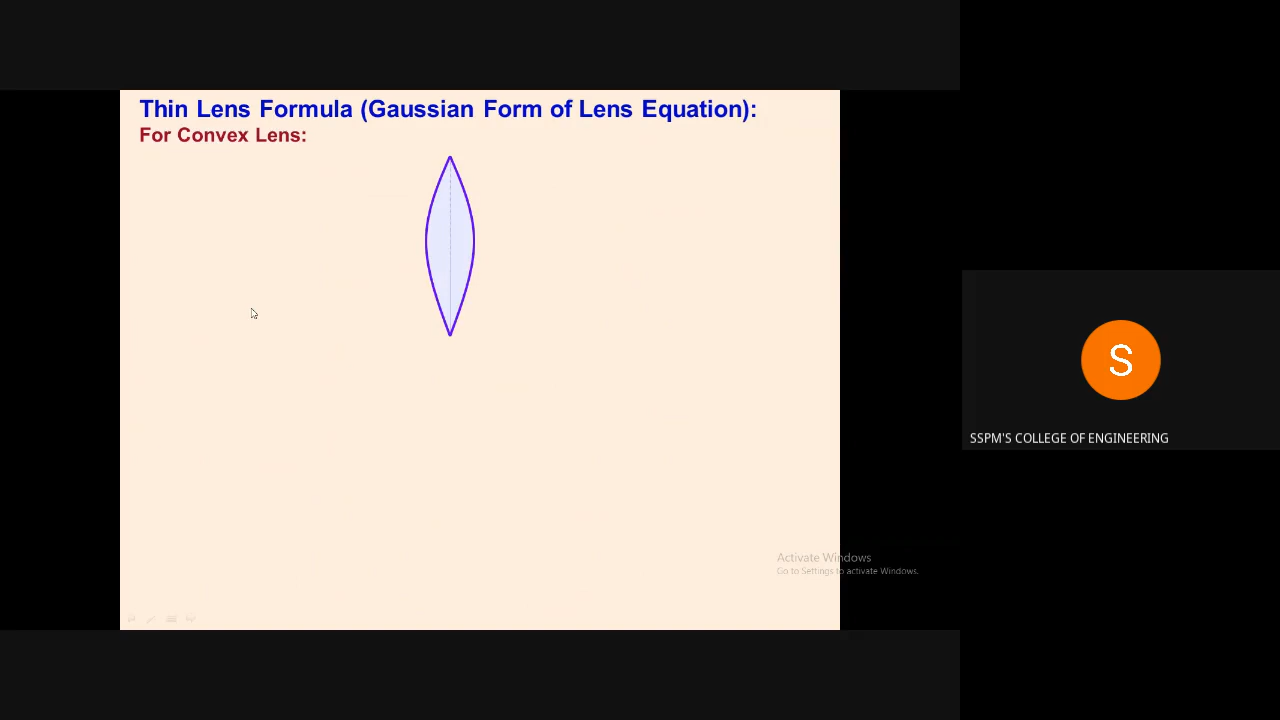 Thin Lens Formula (Gaussian Form of Lens Equation):
For Convex Lens:
S
SSPM'S COLLEGE OF ENGINEERING
Activate Windows
Go to Settings to activate Windows.